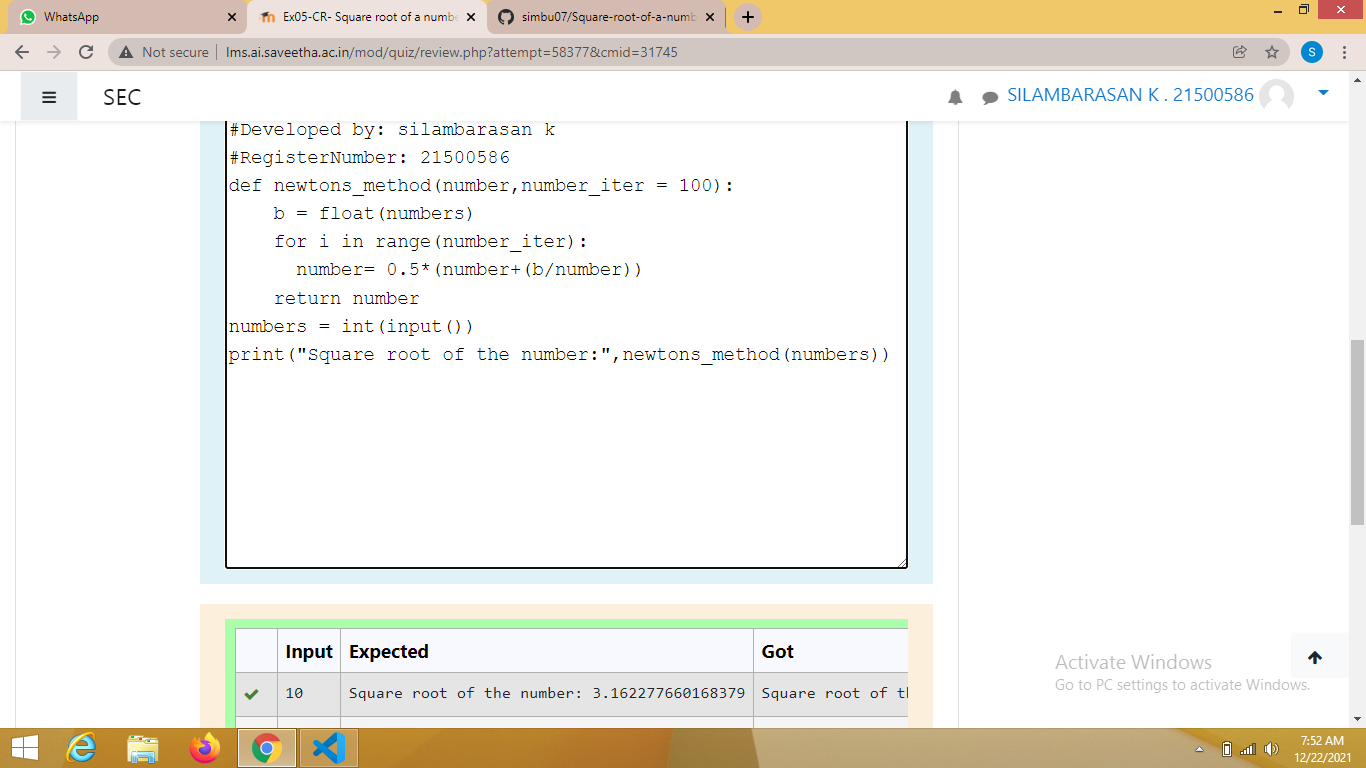 WhatsApp
Ex05-CR- Square root of a numbe
simbu07/Square-root-of-a-numb
Not secure
lms.ai.saveetha.ac.in/mod/quiz/review.php?attempt=58377&cmid=31745
S
SEC
SILAMBARASAN K . 21500586
#Developed by: silambarasan k
#RegisterNumber: 21500586
def newtons_method(number,number_iter = 100):
    b = float(numbers)
    for i in range(number_iter):
      number= 0.5*(number+(b/number))
    return number
numbers = int(input())
print("Square root of the number:",newtons_method(numbers))
Input Expected Got
10 Square root of the number: 3.162277660168379 Square root of th
Activate Windows
Go to PC settings to activate Windows.
7:52 AM
12/22/2021